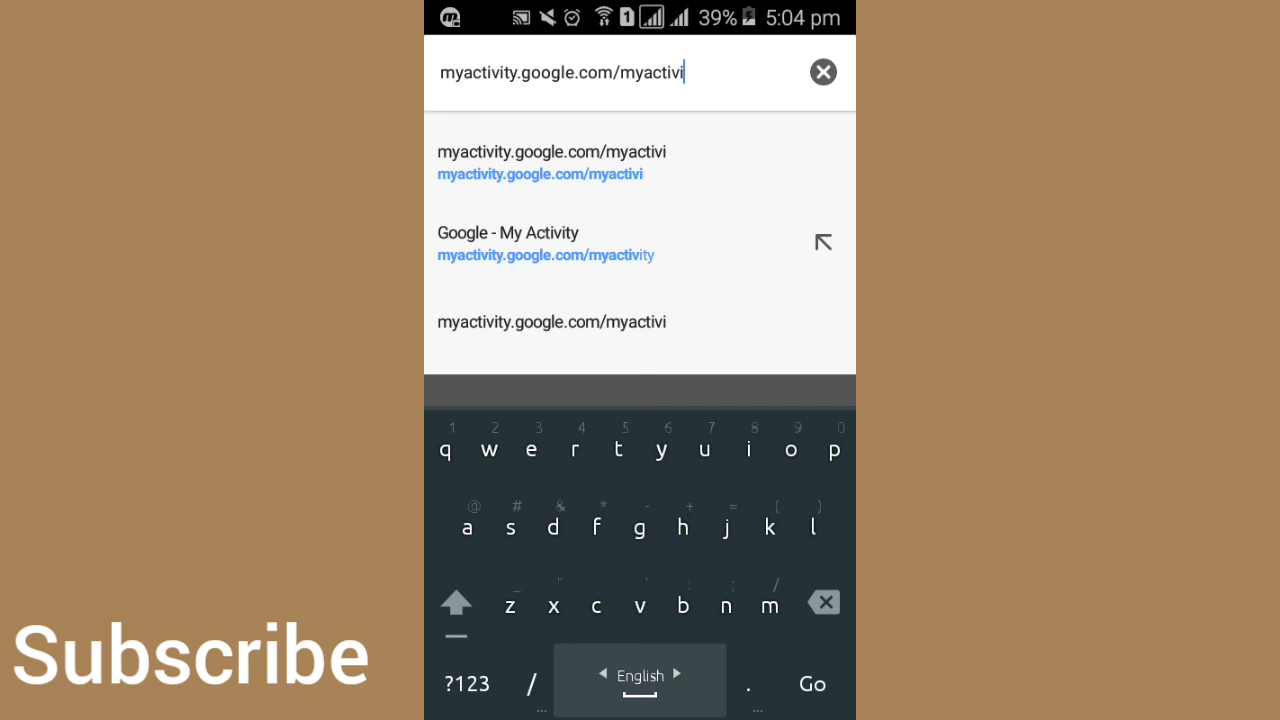 1 39% 5:04 pm
myactivity.google.com/myactivi
myactivity.google.com/myactivi
myactivity.google.com/myactivi
Google - My Activity
myactivity.google.com/myactivity
myactivity.google.com/myactivi
1 2 3 4 5 6 7 8 9 0
q w e r t y u i o p
@ # & * - + = ( )
a s d f g h j k l
_ " ' : ; /
z x c v b n m
Subscribe
?123 / English . Go
... ...